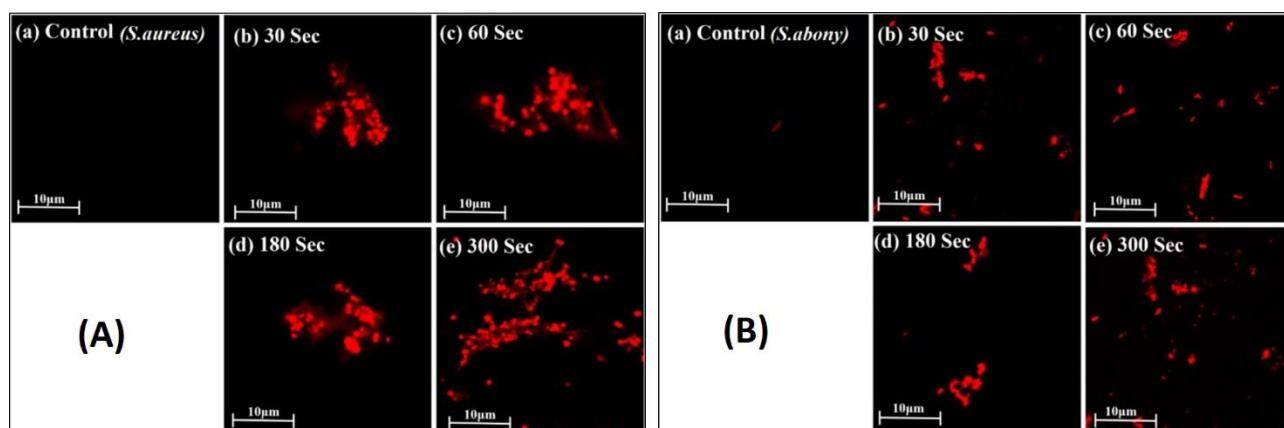 (a) Control (S.aureus)
(b) 30 Sec
(c) 60 Sec
10µm
10µm
10µm
(d) 180 Sec
(e) 300 Sec
(A)
10µm
10µm
(a) Control (S.abony)
(b) 30 Sec
(c) 60 Sec
10µm
10µm
10µm
(d) 180 Sec
(e) 300 Sec
(B)
10µm
10µm